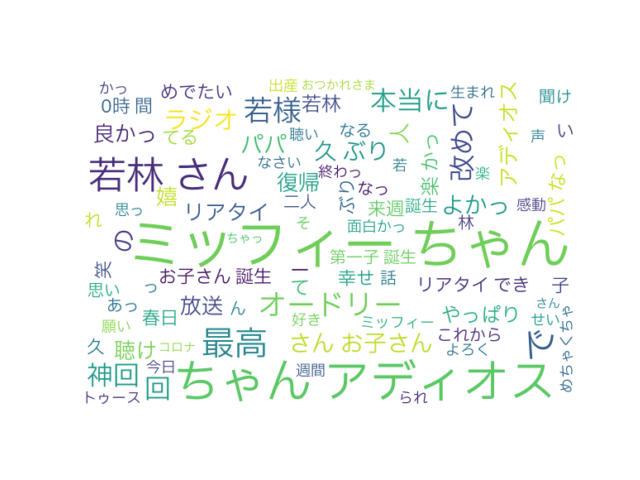 かっ
0時間
めでたい
出産
おつかれさま
生まれ
聞け
ラジオ
若様
若林
本当に
改めて
アディオス
声
い
良かっ
てる
パパ
聴い
なる
久ぶり
人
楽かっ
楽
若林さん
なさい
終わっ
若
復帰
なっ
ぶり
パパなっ
嬉
二人
来週
誕生
よかっ
感動
思っ
リアタイ
れ
の
ミッフィーちゃん
ちゃっ
そ
面白かっ
林
笑
お子さん誕生
ー
第一子誕生
思い
っ
て
幸せ
話
リアタイでき
子
あっ
放送
ん
オードリー
さん
春日
願い
好き
ミッフィー
やっぱり
せい
めちゃくちゃ
久
聴け
コロナ
最高
さんお子さん
これから
よろく
で
神回
回
今日
ちゃんアディオス
週間
トゥース
られ